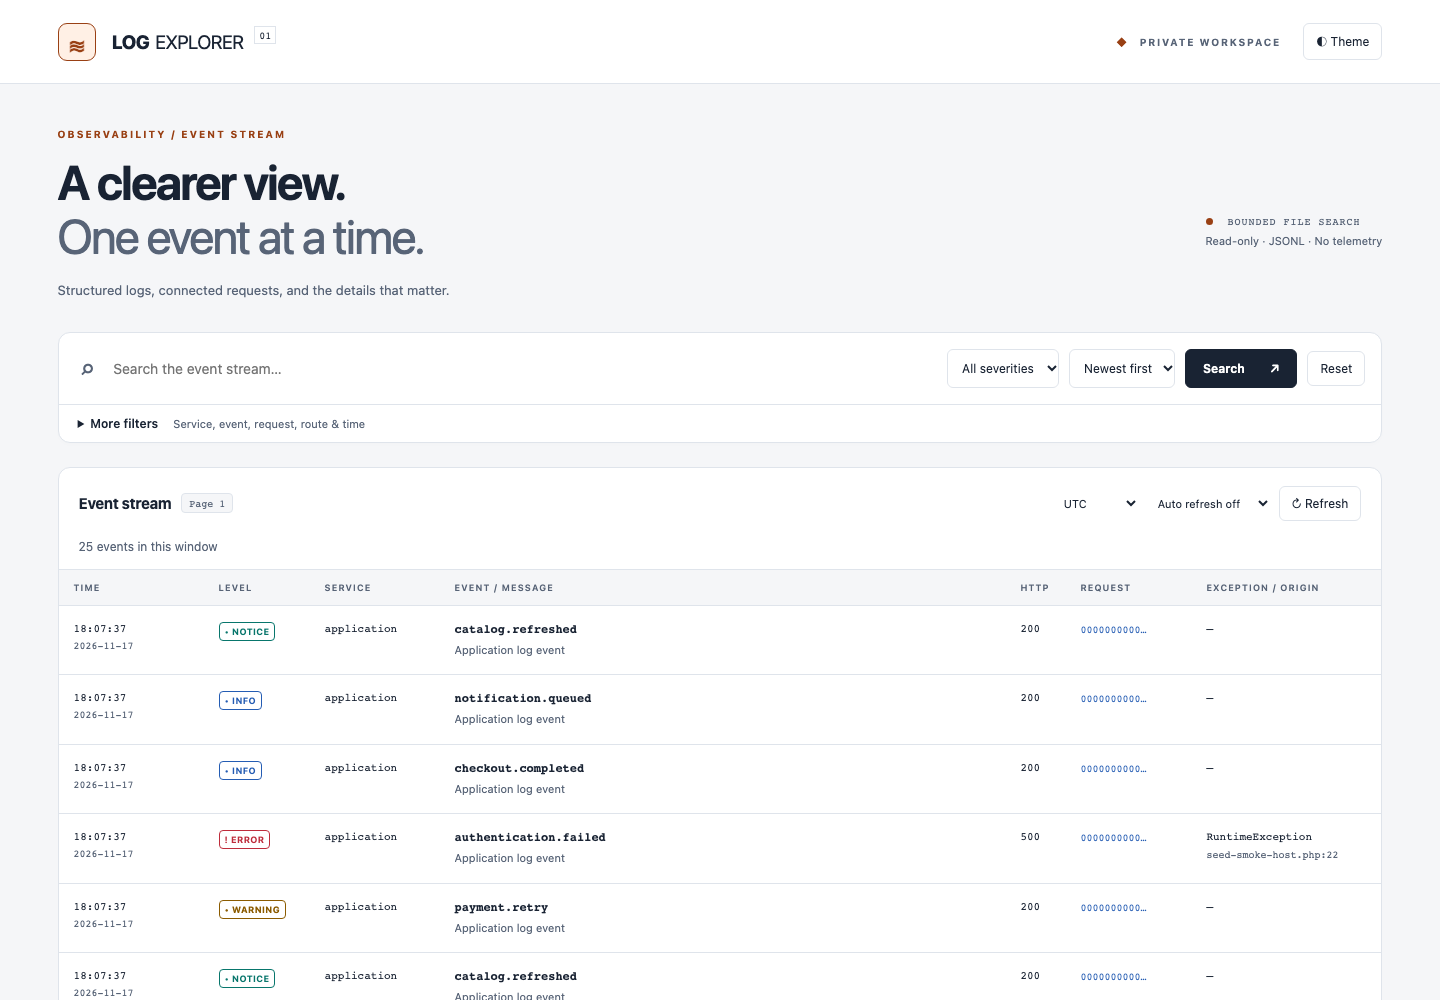 LOG EXPLORER 01
PRIVATE WORKSPACE
Theme
OBSERVABILITY / EVENT STREAM
A clearer view.
One event at a time.
BOUNDED FILE SEARCH
Read-only · JSONL · No telemetry
Structured logs, connected requests, and the details that matter.
Search the event stream…
All severities
Newest first
Search ↗
Reset
More filters Service, event, request, route & time
Event stream Page 1
UTC
Auto refresh off
↻ Refresh
25 events in this window
TIME LEVEL SERVICE EVENT / MESSAGE HTTP REQUEST EXCEPTION / ORIGIN
18:07:37 • NOTICE application catalog.refreshed 200 0000000000… —
2026-11-17 Application log event
18:07:37 • INFO application notification.queued 200 0000000000… —
2026-11-17 Application log event
18:07:37 • INFO application checkout.completed 200 0000000000… —
2026-11-17 Application log event
18:07:37 ! ERROR application authentication.failed 500 0000000000… RuntimeException
2026-11-17 Application log event seed-smoke-host.php:22
18:07:37 • WARNING application payment.retry 200 0000000000… —
2026-11-17 Application log event
18:07:37 • NOTICE application catalog.refreshed 200 0000000000… —
2026-11-17 Application log event